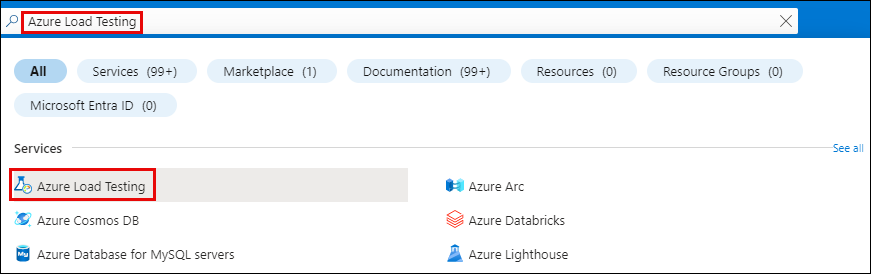 Azure Load Testing
All Services (99+) Marketplace (1) Documentation (99+) Resources (0) Resource Groups (0)
Microsoft Entra ID (0)
Services See all
Azure Load Testing Azure Arc
Azure Cosmos DB Azure Databricks
Azure Database for MySQL servers Azure Lighthouse